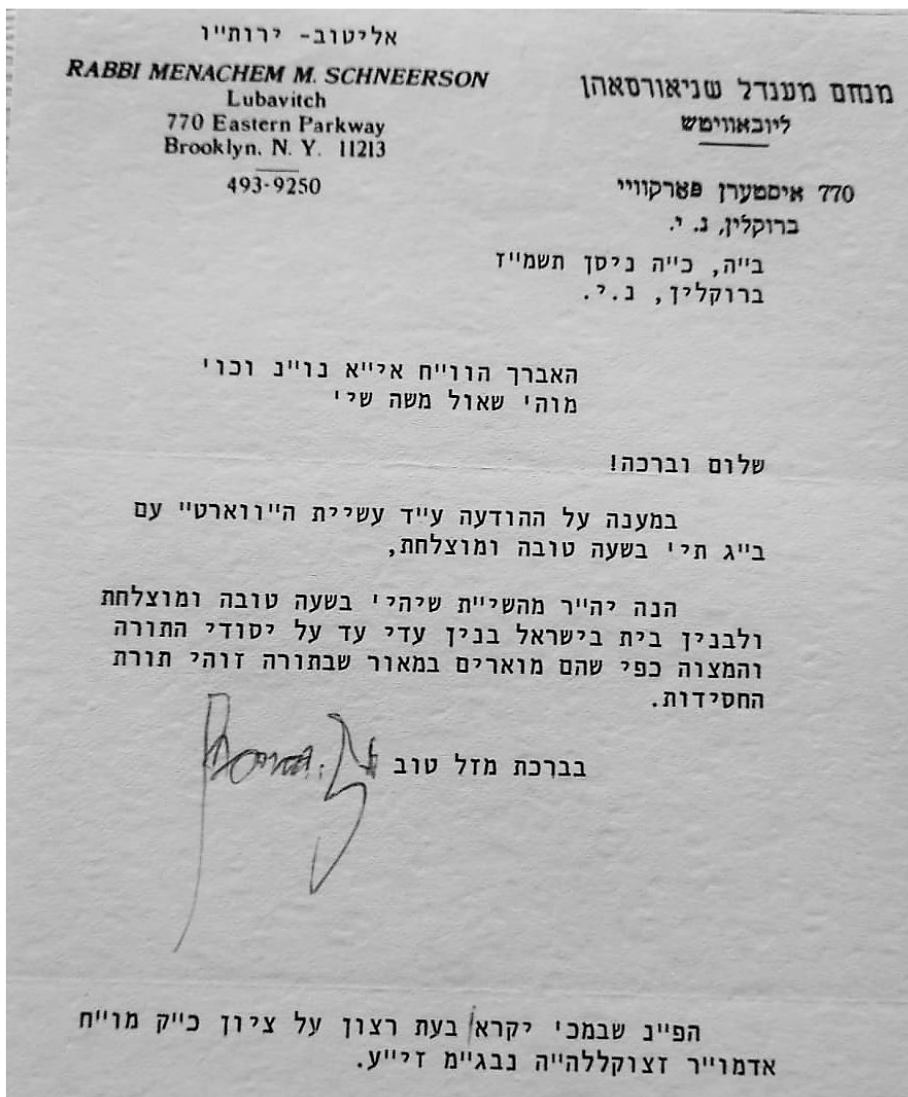 אליטוב- ירות״ו
RABBI MENACHEM M. SCHNEERSON
Lubavitch
770 Eastern Parkway
Brooklyn, N. Y. 11213
493-9250
מנחם מענדל שניאורסאהן
ליובאוויטש
770 איסטערן פארקוויי
ברוקלין, נ. י.
ב״ה, כ״ה ניסן תשמ״ז
ברוקלין, נ.י.
האברך הוו״ח אי״א נו״נ וכו'
מוה' שאול משה שי'
שלום וברכה!
במענה על ההודעה ע״ד עשיית ה״ווארט״ עם
ב״ג תי' בשעה טובה ומוצלחת,
הנה יה״ר מהשי״ת שיהי' בשעה טובה ומוצלחת
ולבנין בית בישראל בנין עדי עד על יסודי התורה
והמצוה כפי שהם מוארים במאור שבתורה זוהי תורת
החסידות.
בברכת מזל טוב
הפ״נ שבמכ' יקרא בעת רצון על ציון כ״ק מו״ח
אדמו״ר זצוקללה״ה נבג״מ זי״ע.